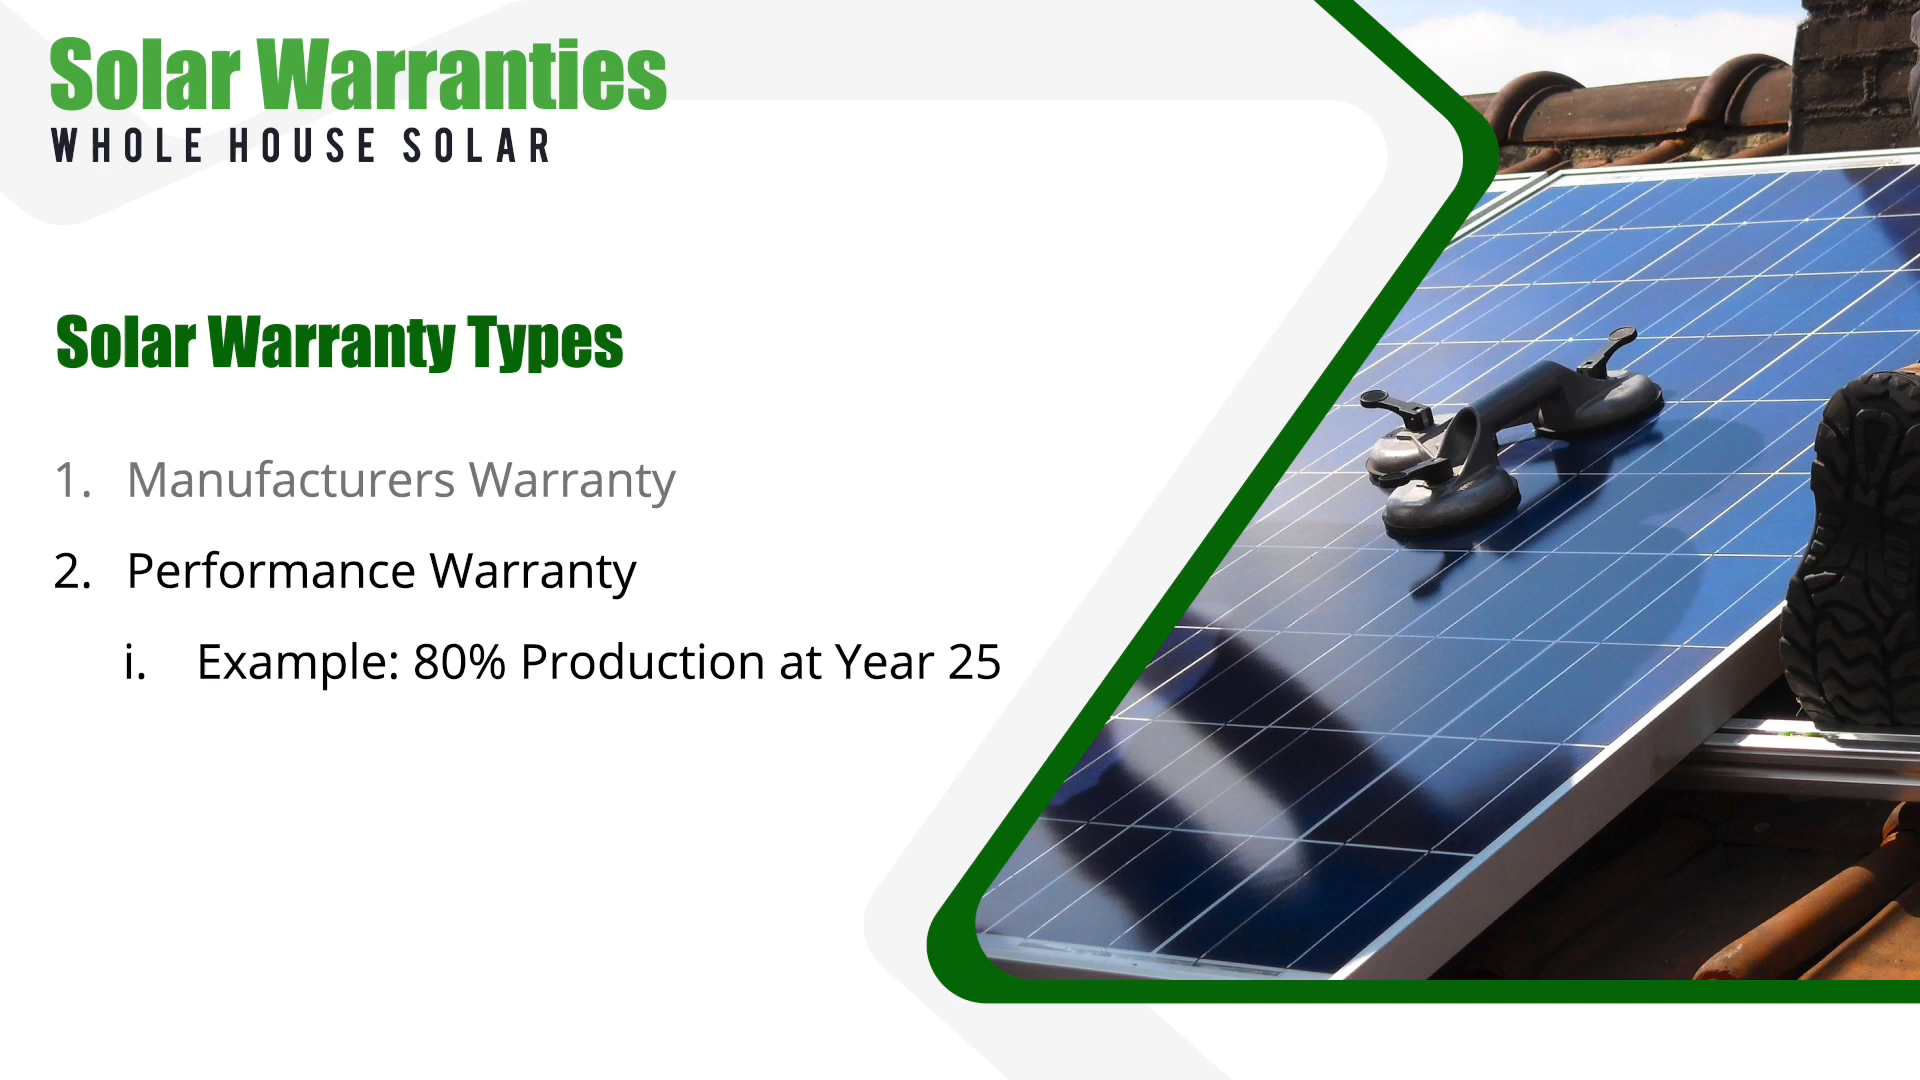 Solar Warranties
WHOLE HOUSE SOLAR
Solar Warranty Types
1. Manufacturers Warranty
2. Performance Warranty
i. Example: 80% Production at Year 25